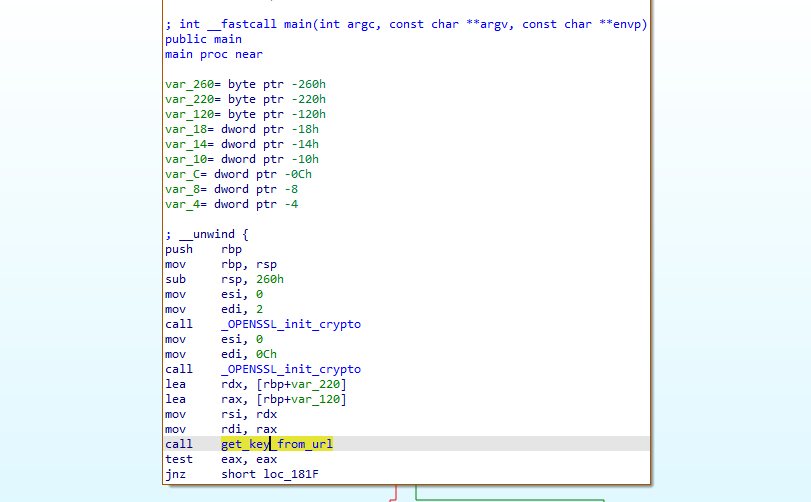 ; int __fastcall main(int argc, const char **argv, const char **envp)
public main
main proc near
var_260= byte ptr -260h
var_220= byte ptr -220h
var_120= byte ptr -120h
var_18= dword ptr -18h
var_14= dword ptr -14h
var_10= dword ptr -10h
var_C= dword ptr -0Ch
var_8= dword ptr -8
var_4= dword ptr -4
; __unwind {
push rbp
mov rbp, rsp
sub rsp, 260h
mov esi, 0
mov edi, 2
call _OPENSSL_init_crypto
mov esi, 0
mov edi, 0Ch
call _OPENSSL_init_crypto
lea rdx, [rbp+var_220]
lea rax, [rbp+var_120]
mov rsi, rdx
mov rdi, rax
call get_key_from_url
test eax, eax
jnz short loc_181F